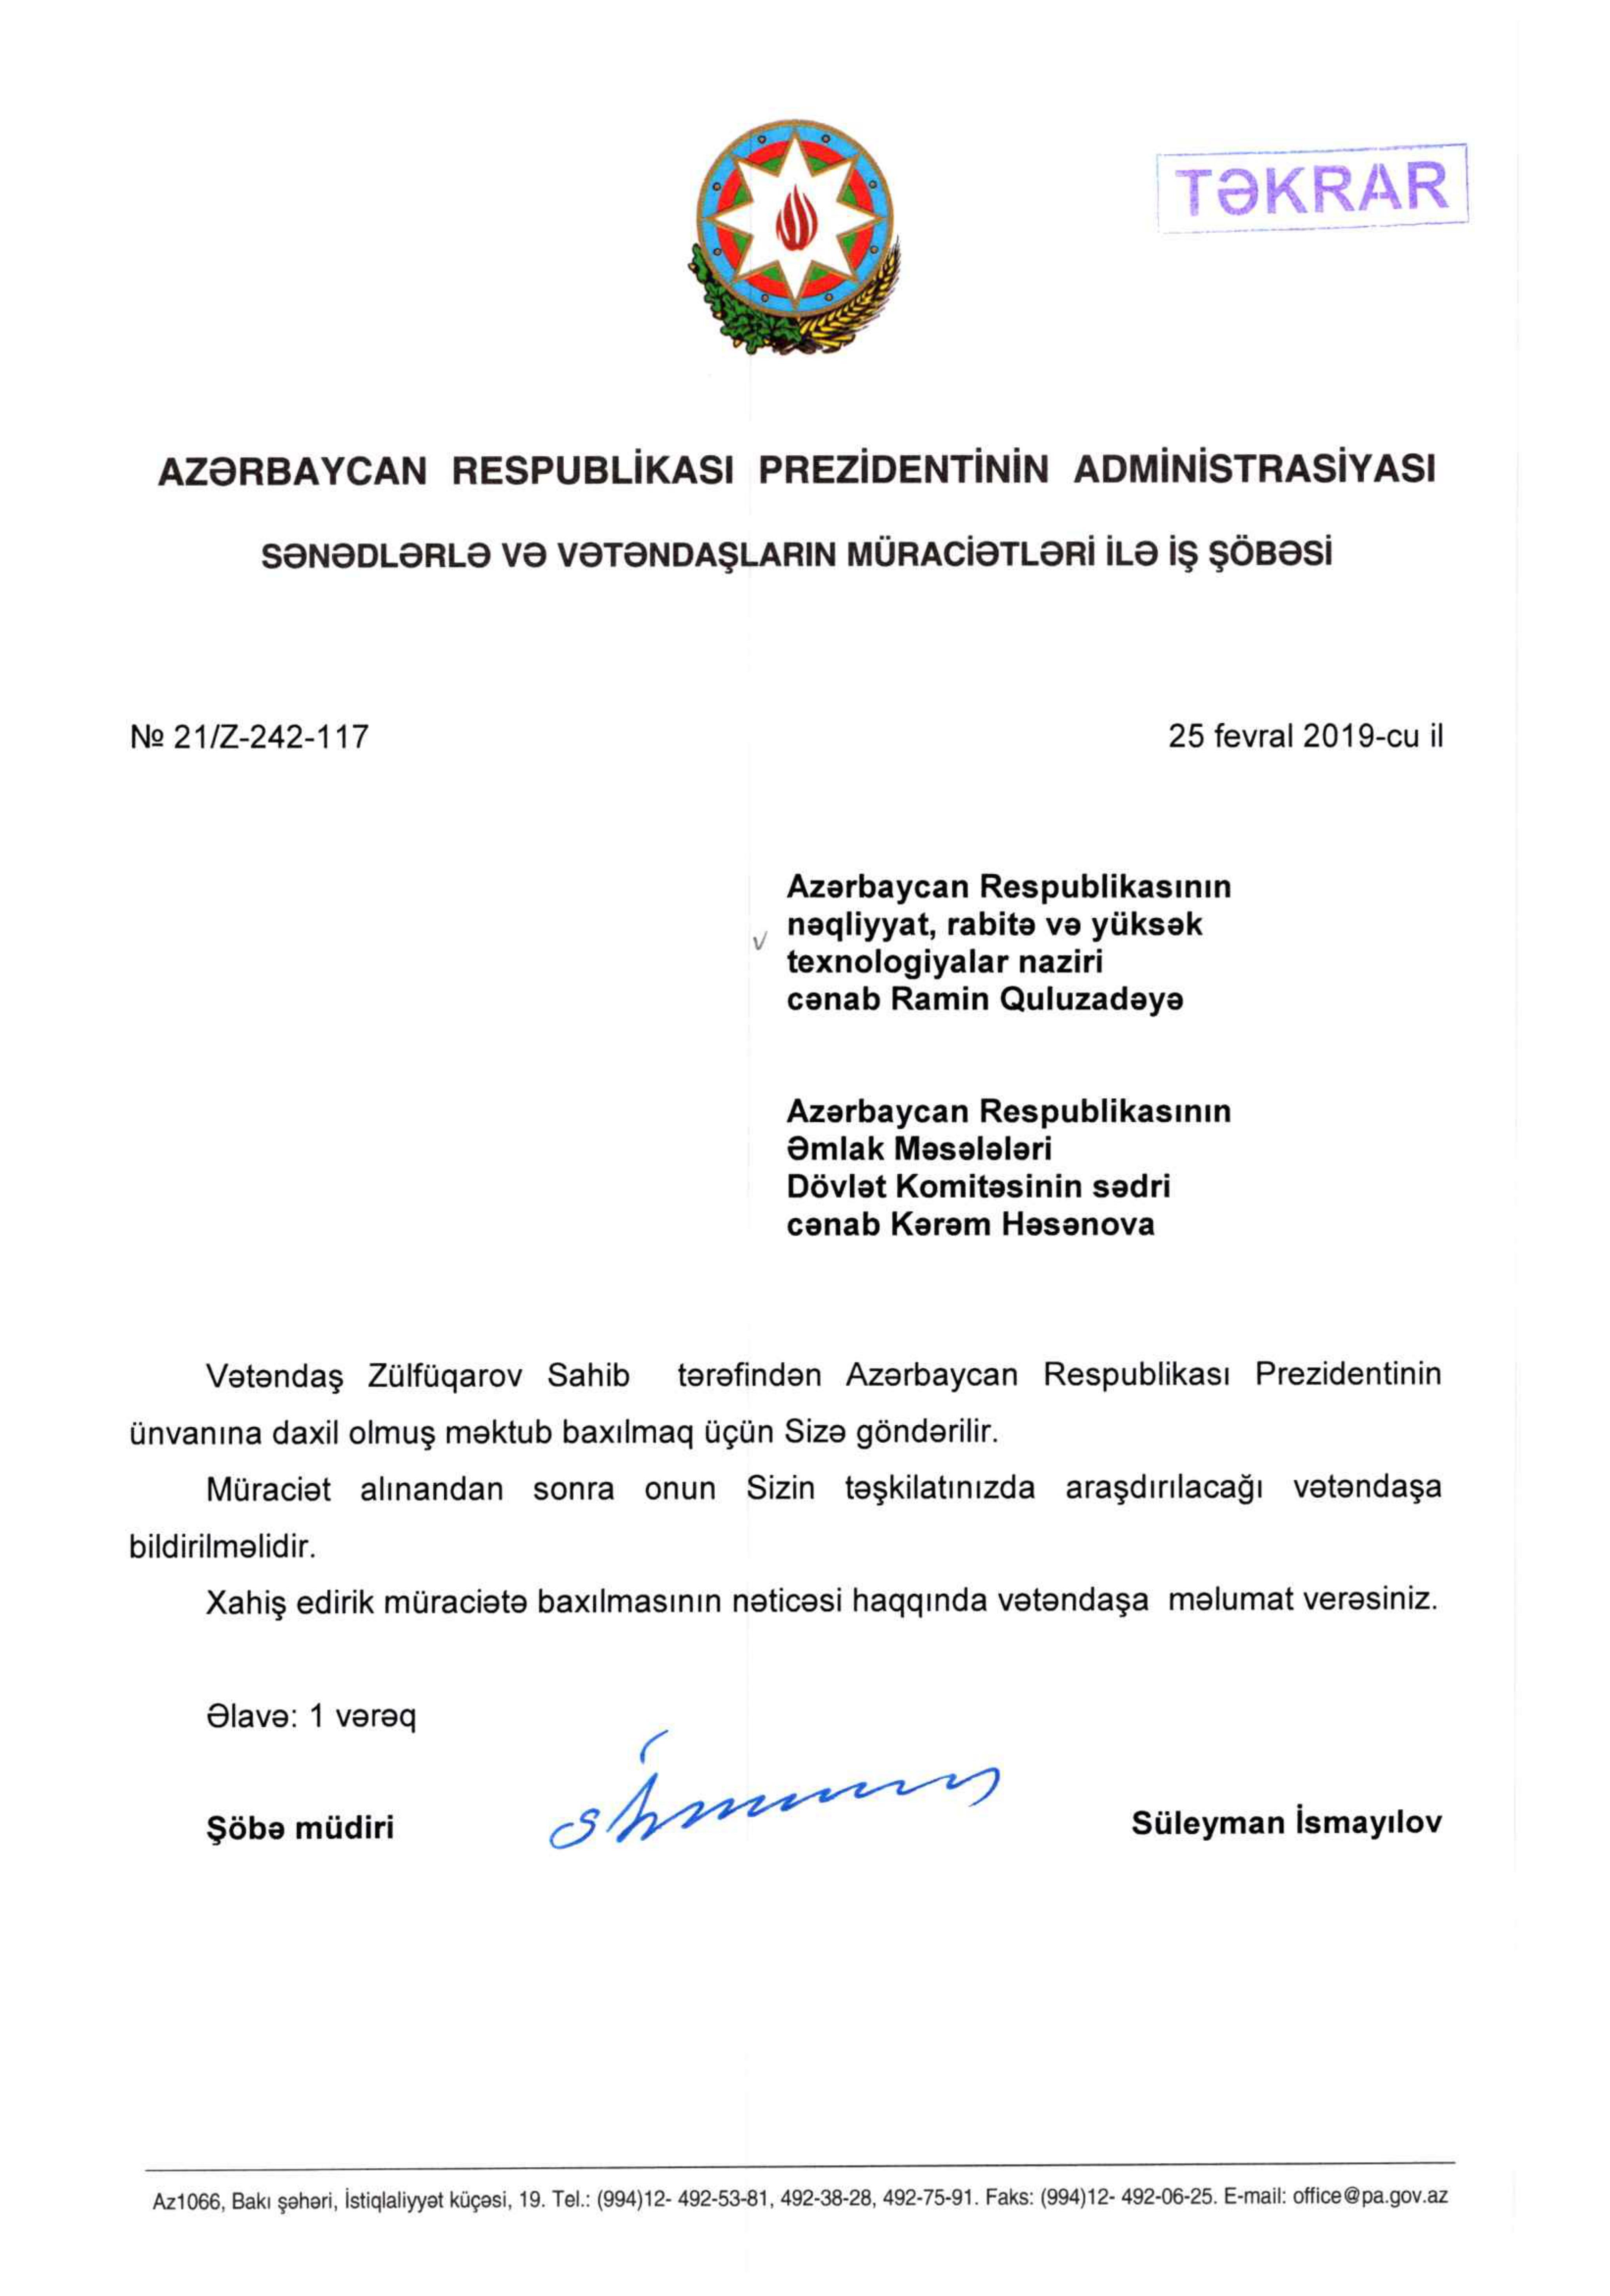 TƏKRAR
AZƏRBAYCAN RESPUBLİKASI PREZİDENTİNİN ADMİNİSTRASİYASI
SƏNƏDLƏRLƏ VƏ VƏTƏNDAŞLARIN MÜRACİƏTLƏRİ İLƏ İŞ ŞÖBƏSİ
№ 21/Z-242-117 25 fevral 2019-cu il
Azərbaycan Respublikasının
nəqliyyat, rabitə və yüksək
texnologiyalar naziri
cənab Ramin Quluzadəyə
Azərbaycan Respublikasının
Əmlak Məsələləri
Dövlət Komitəsinin sədri
cənab Kərəm Həsənova
Vətəndaş Zülfüqarov Sahib tərəfindən Azərbaycan Respublikası Prezidentinin
ünvanına daxil olmuş məktub baxılmaq üçün Sizə göndərilir.
Müraciət alınandan sonra onun Sizin təşkilatınızda araşdırılacağı vətəndaşa
bildirilməlidir.
Xahiş edirik müraciətə baxılmasının nəticəsi haqqında vətəndaşa məlumat verəsiniz.
Əlavə: 1 vərəq
Şöbə müdiri Süleyman İsmayılov
Az1066, Bakı şəhəri, İstiqlaliyyət küçəsi, 19. Tel.: (994)12- 492-53-81, 492-38-28, 492-75-91. Faks: (994)12- 492-06-25. E-mail: office@pa.gov.az